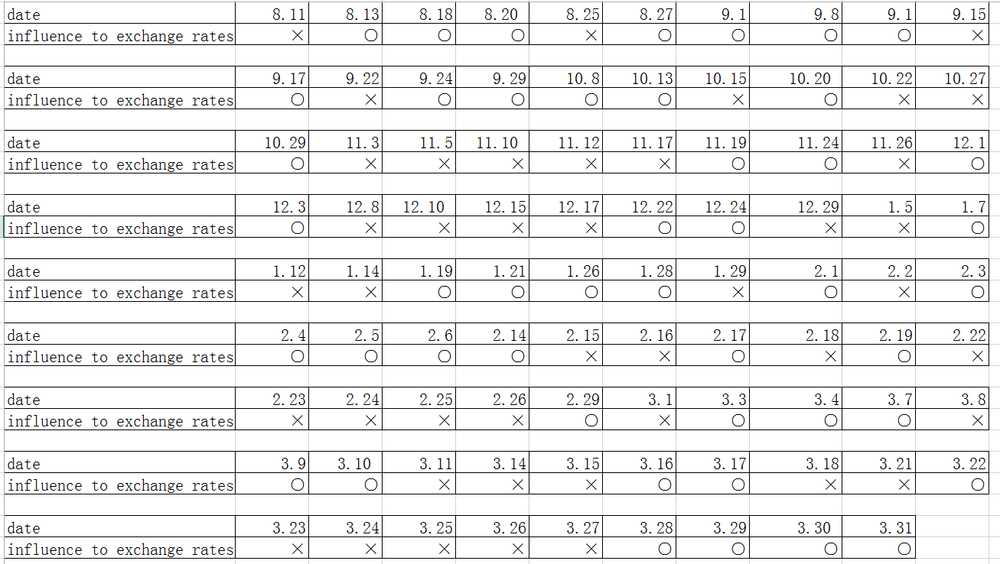 date 8.11 8.13 8.18 8.20 8.25 8.27 9.1 9.8 9.1 9.15
influence to exchange rates × ○ ○ ○ × ○ ○ ○ ○ ×
date 9.17 9.22 9.24 9.29 10.8 10.13 10.15 10.20 10.22 10.27
influence to exchange rates ○ × ○ ○ ○ ○ × ○ × ×
date 10.29 11.3 11.5 11.10 11.12 11.17 11.19 11.24 11.26 12.1
influence to exchange rates ○ × × × × × ○ ○ × ○
date 12.3 12.8 12.10 12.15 12.17 12.22 12.24 12.29 1.5 1.7
influence to exchange rates ○ × × × × ○ ○ × × ○
date 1.12 1.14 1.19 1.21 1.26 1.28 1.29 2.1 2.2 2.3
influence to exchange rates × × ○ ○ ○ ○ × ○ × ○
date 2.4 2.5 2.6 2.14 2.15 2.16 2.17 2.18 2.19 2.22
influence to exchange rates ○ ○ ○ ○ × × ○ × ○ ×
date 2.23 2.24 2.25 2.26 2.29 3.1 3.3 3.4 3.7 3.8
influence to exchange rates × × × × ○ × ○ ○ ○ ×
date 3.9 3.10 3.11 3.14 3.15 3.16 3.17 3.18 3.21 3.22
influence to exchange rates ○ ○ × × × ○ ○ × × ○
date 3.23 3.24 3.25 3.26 3.27 3.28 3.29 3.30 3.31
influence to exchange rates × × × × × ○ ○ ○ ○